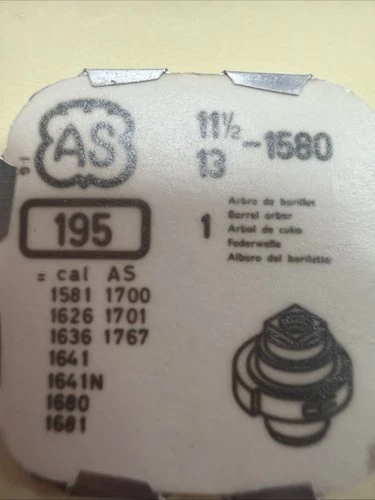 AS
11½
13
-1580
16
195
1
Arbre de barillet
Barrel arbor
Arbol de cubo
Federwelle
Albero del bariletto
= cal AS
1581 1700
1626 1701
1636 1767
1641
1641N
1680
1681